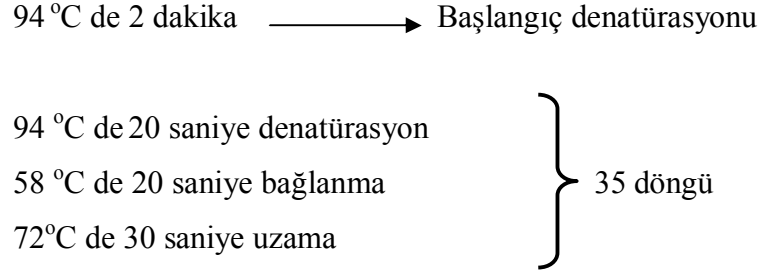 94 °C de 2 dakika Başlangıç denatürasyonu
94 °C de 20 saniye denatürasyon
58 °C de 20 saniye bağlanma
35 döngü
72°C de 30 saniye uzama